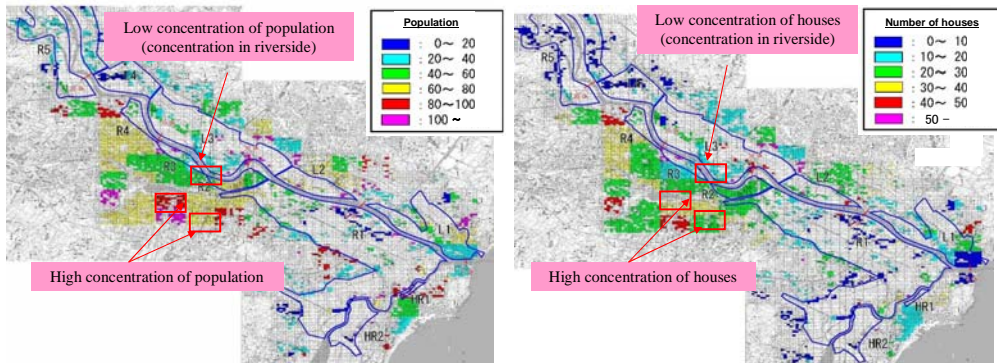 Low concentration of population
(concentration in riverside)
Population
: 0～ 20
: 20～ 40
: 40～ 60
: 60～ 80
: 80～100
: 100 ~
R5
L4
R4
L3
R3
R2
L2
R1
L1
HR1
HR2
High concentration of population
Low concentration of houses
(concentration in riverside)
Number of houses
: 0～ 10
: 10～ 20
: 20～ 30
: 30～ 40
: 40～ 50
: 50 -
R5
R4
L3
R3
R2
L2
R1
L1
HR1
HR2
High concentration of houses